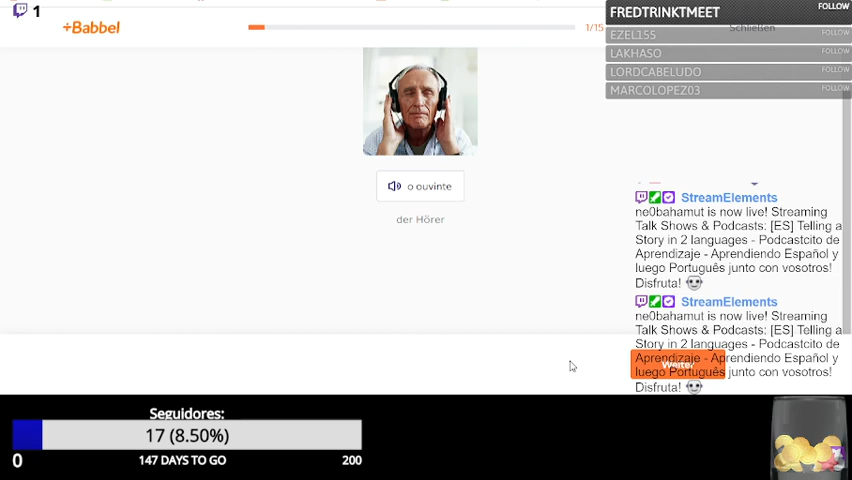 1
+Babbel
1/15
Schließen
FREDTRINKTMEET FOLLOW
EZEL155 FOLLOW
LAKHASO FOLLOW
LORDCABELUDO FOLLOW
MARCOLOPEZ03 FOLLOW
o ouvinte
der Hörer
StreamElements
ne0bahamut is now live! Streaming
Talk Shows & Podcasts: [ES] Telling a
Story in 2 languages - Podcastcito de
Aprendizaje - Aprendiendo Español y
luego Português junto con vosotros!
Disfruta!
StreamElements
ne0bahamut is now live! Streaming
Talk Shows & Podcasts: [ES] Telling a
Story in 2 languages - Podcastcito de
Aprendizaje - Aprendiendo Español y
luego Português junto con vosotros!
Disfruta!
Weiter
Seguidores:
17 (8.50%)
0 147 DAYS TO GO 200